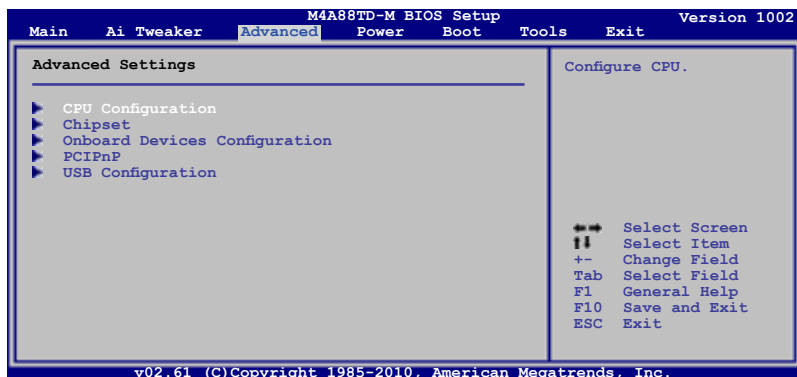 M4A88TD-M BIOS Setup Version 1002
Main Ai Tweaker Advanced Power Boot Tools Exit
Advanced Settings
CPU Configuration
Chipset
Onboard Devices Configuration
PCIPnP
USB Configuration
Configure CPU.
←→ Select Screen
↑↓ Select Item
+- Change Field
Tab Select Field
F1 General Help
F10 Save and Exit
ESC Exit
v02.61 (C)Copyright 1985-2010, American Megatrends, Inc.